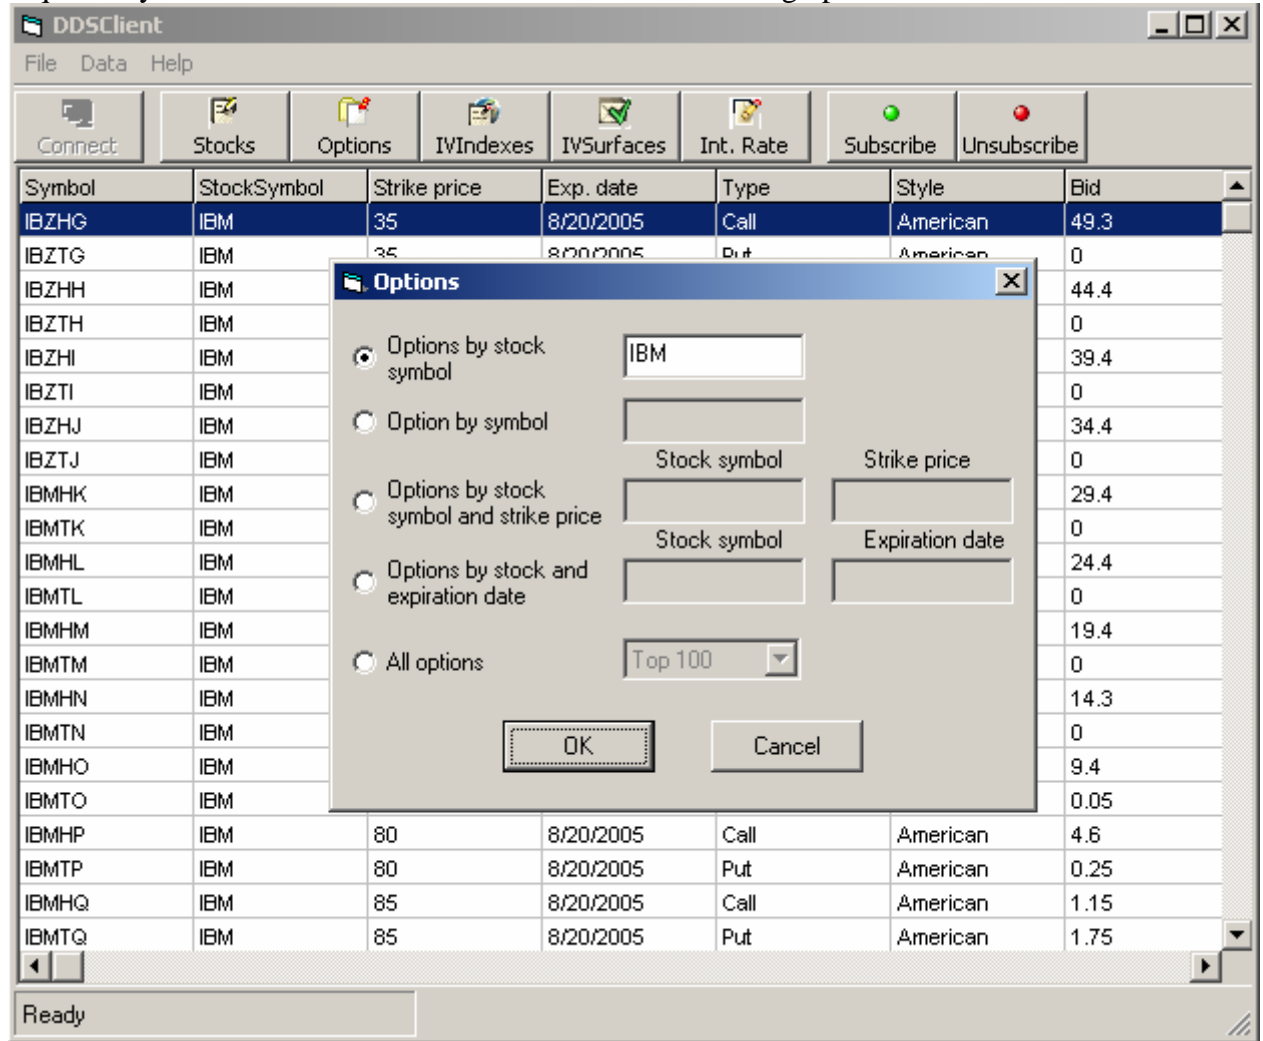 DDSClient
File Data Help
Connect Stocks Options IVIndexes IVSurfaces Int. Rate Subscribe Unsubscribe
Symbol StockSymbol Strike price Exp. date Type Style Bid
IBZHG IBM 35 8/20/2005 Call American 49.3
IBZTG IBM 35 8/20/2005 Put American 0
Options
IBZHH IBM 44.4
IBZTH IBM 0
Options by stock symbol IBM
IBZHI IBM 39.4
IBZTI IBM 0
Option by symbol
IBZHJ IBM 34.4
Stock symbol Strike price
IBZTJ IBM 0
Options by stock symbol and strike price
IBMHK IBM 29.4
IBMTK IBM 0
Stock symbol Expiration date
IBMHL IBM 24.4
Options by stock and expiration date
IBMTL IBM 0
IBMHM IBM 19.4
All options Top 100
IBMTM IBM 0
IBMHN IBM 14.3
IBMTN IBM 0
OK Cancel
IBMHO IBM 9.4
IBMTO IBM 0.05
IBMHP IBM 80 8/20/2005 Call American 4.6
IBMTP IBM 80 8/20/2005 Put American 0.25
IBMHQ IBM 85 8/20/2005 Call American 1.15
IBMTQ IBM 85 8/20/2005 Put American 1.75
Ready